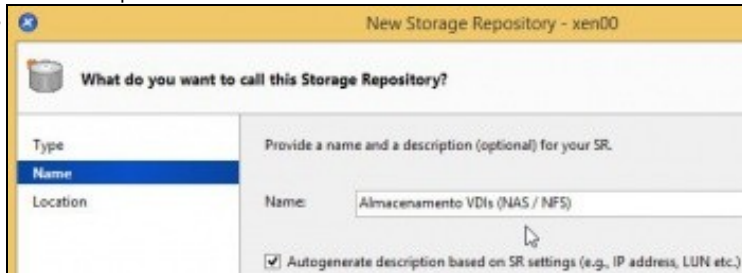 New Storage Repository - xen00
What do you want to call this Storage Repository?
Type
Name
Location
Provide a name and a description (optional) for your SR.
Name: Almacenamento VDIs (NAS / NFS)
Autogenerate description based on SR settings (e.g., IP address, LUN etc.)